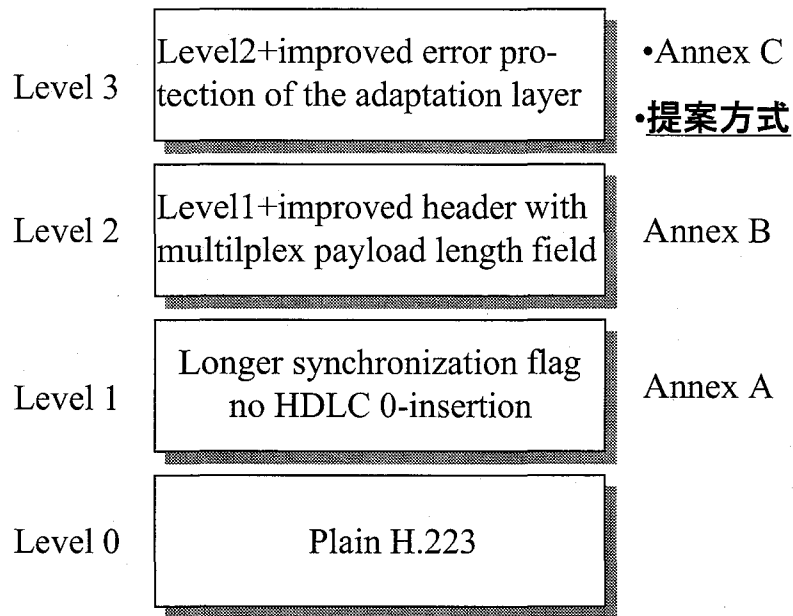 Level 3
Level2+improved error pro-
tection of the adaptation layer
•Annex C
•提案方式
Level 2
Level1+improved header with
multilplex payload length field
Annex B
Level 1
Longer synchronization flag
no HDLC 0-insertion
Annex A
Level 0
Plain H.223